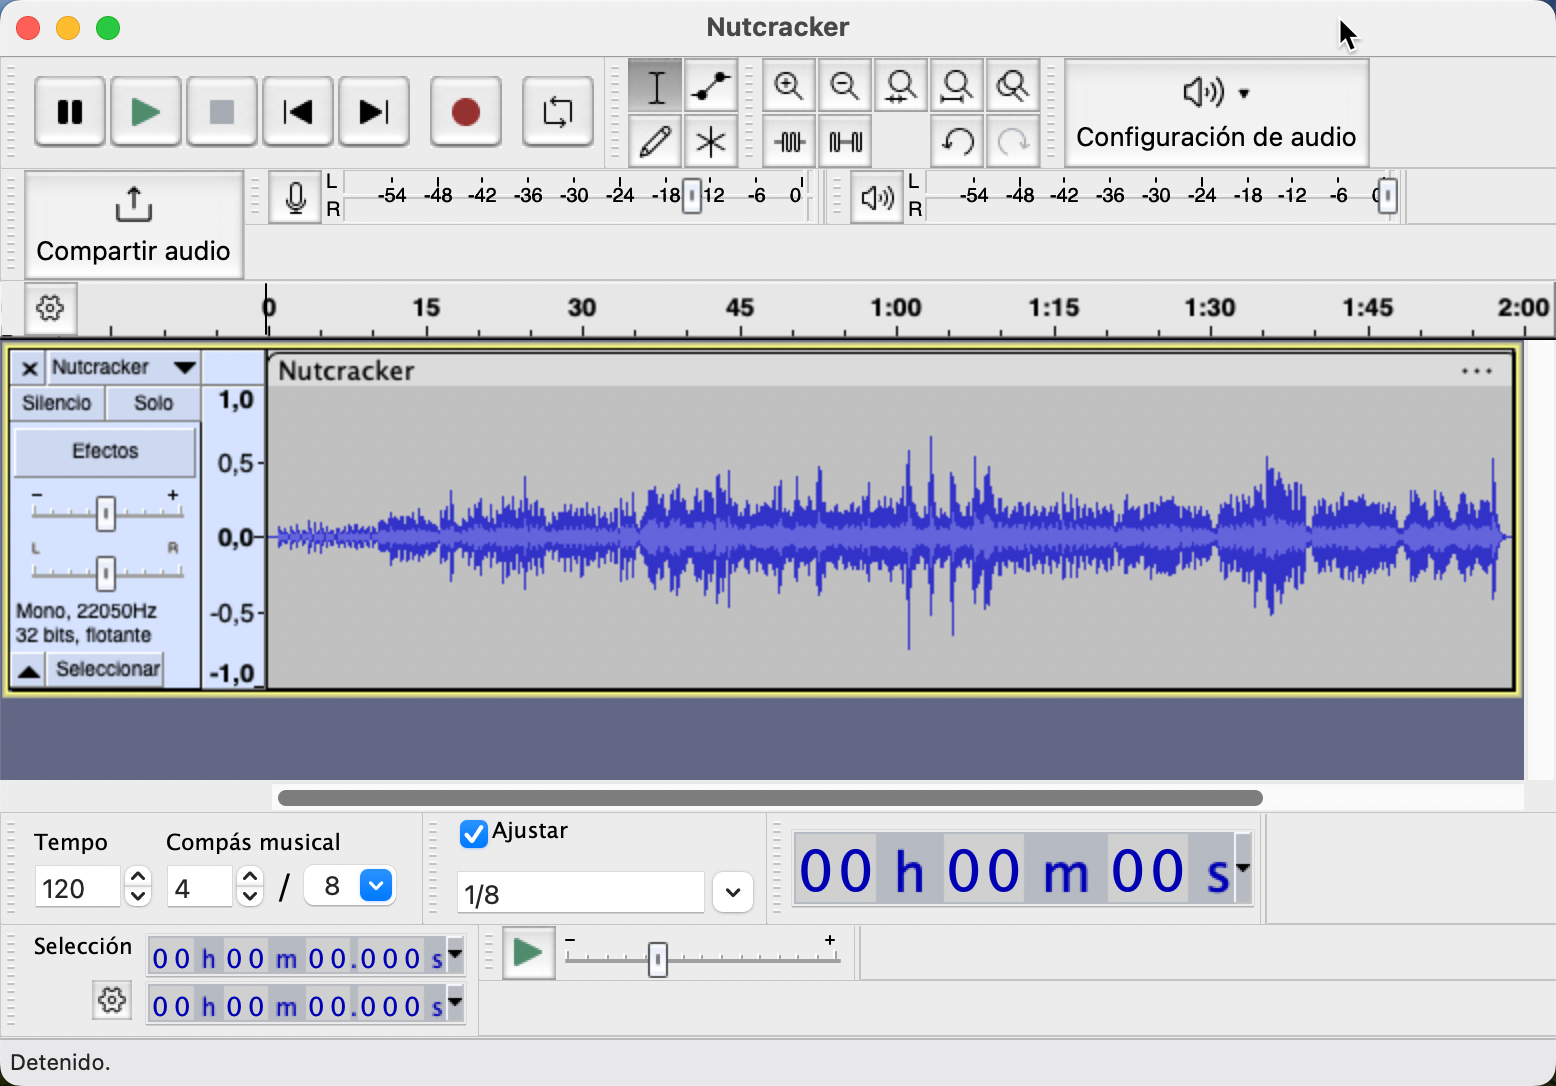 Nutcracker
Configuración de audio
Compartir audio
L
R
-54 -48 -42 -36 -30 -24 -18 -12 -6 0
L
R
-54 -48 -42 -36 -30 -24 -18 -12 -6
0 15 30 45 1:00 1:15 1:30 1:45 2:00
Nutcracker
Nutcracker ...
Silencio Solo
Efectos
- +
L R
Mono, 22050Hz
32 bits, flotante
Seleccionar
1,0
0,5
0,0
-0,5
-1,0
Tempo Compás musical
120 4 / 8
Ajustar
1/8
00 h 00 m 00 s
Selección
00 h 00 m 00.000 s
00 h 00 m 00.000 s
- +
Detenido.